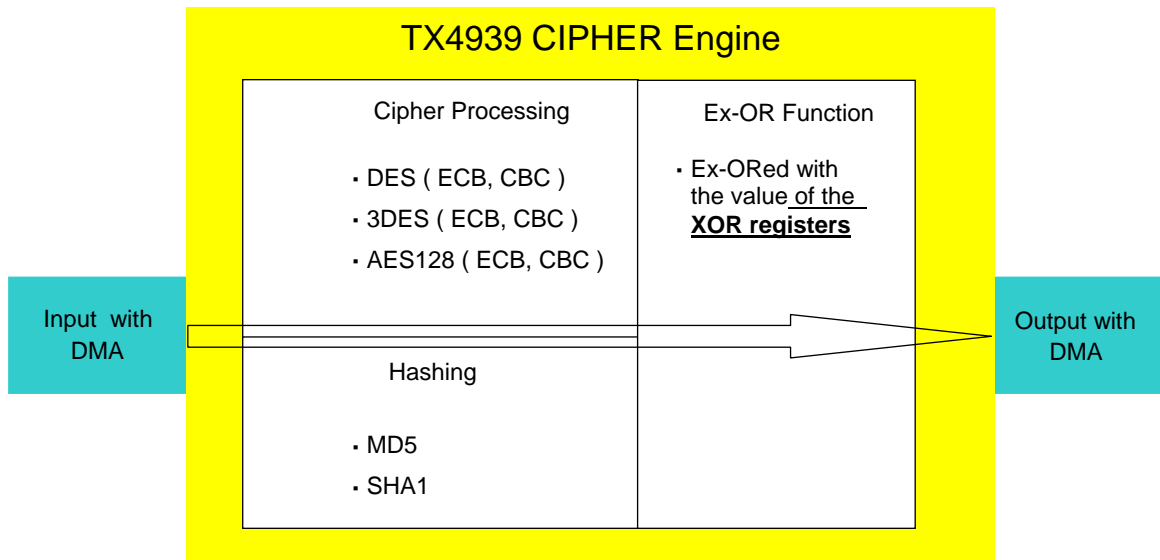 TX4939 CIPHER Engine
Cipher Processing
・DES ( ECB, CBC )
・3DES ( ECB, CBC )
・AES128 ( ECB, CBC )
Ex-OR Function
・Ex-ORed with
the value of the
XOR registers
Input with
DMA
Output with
DMA
Hashing
・MD5
・SHA1